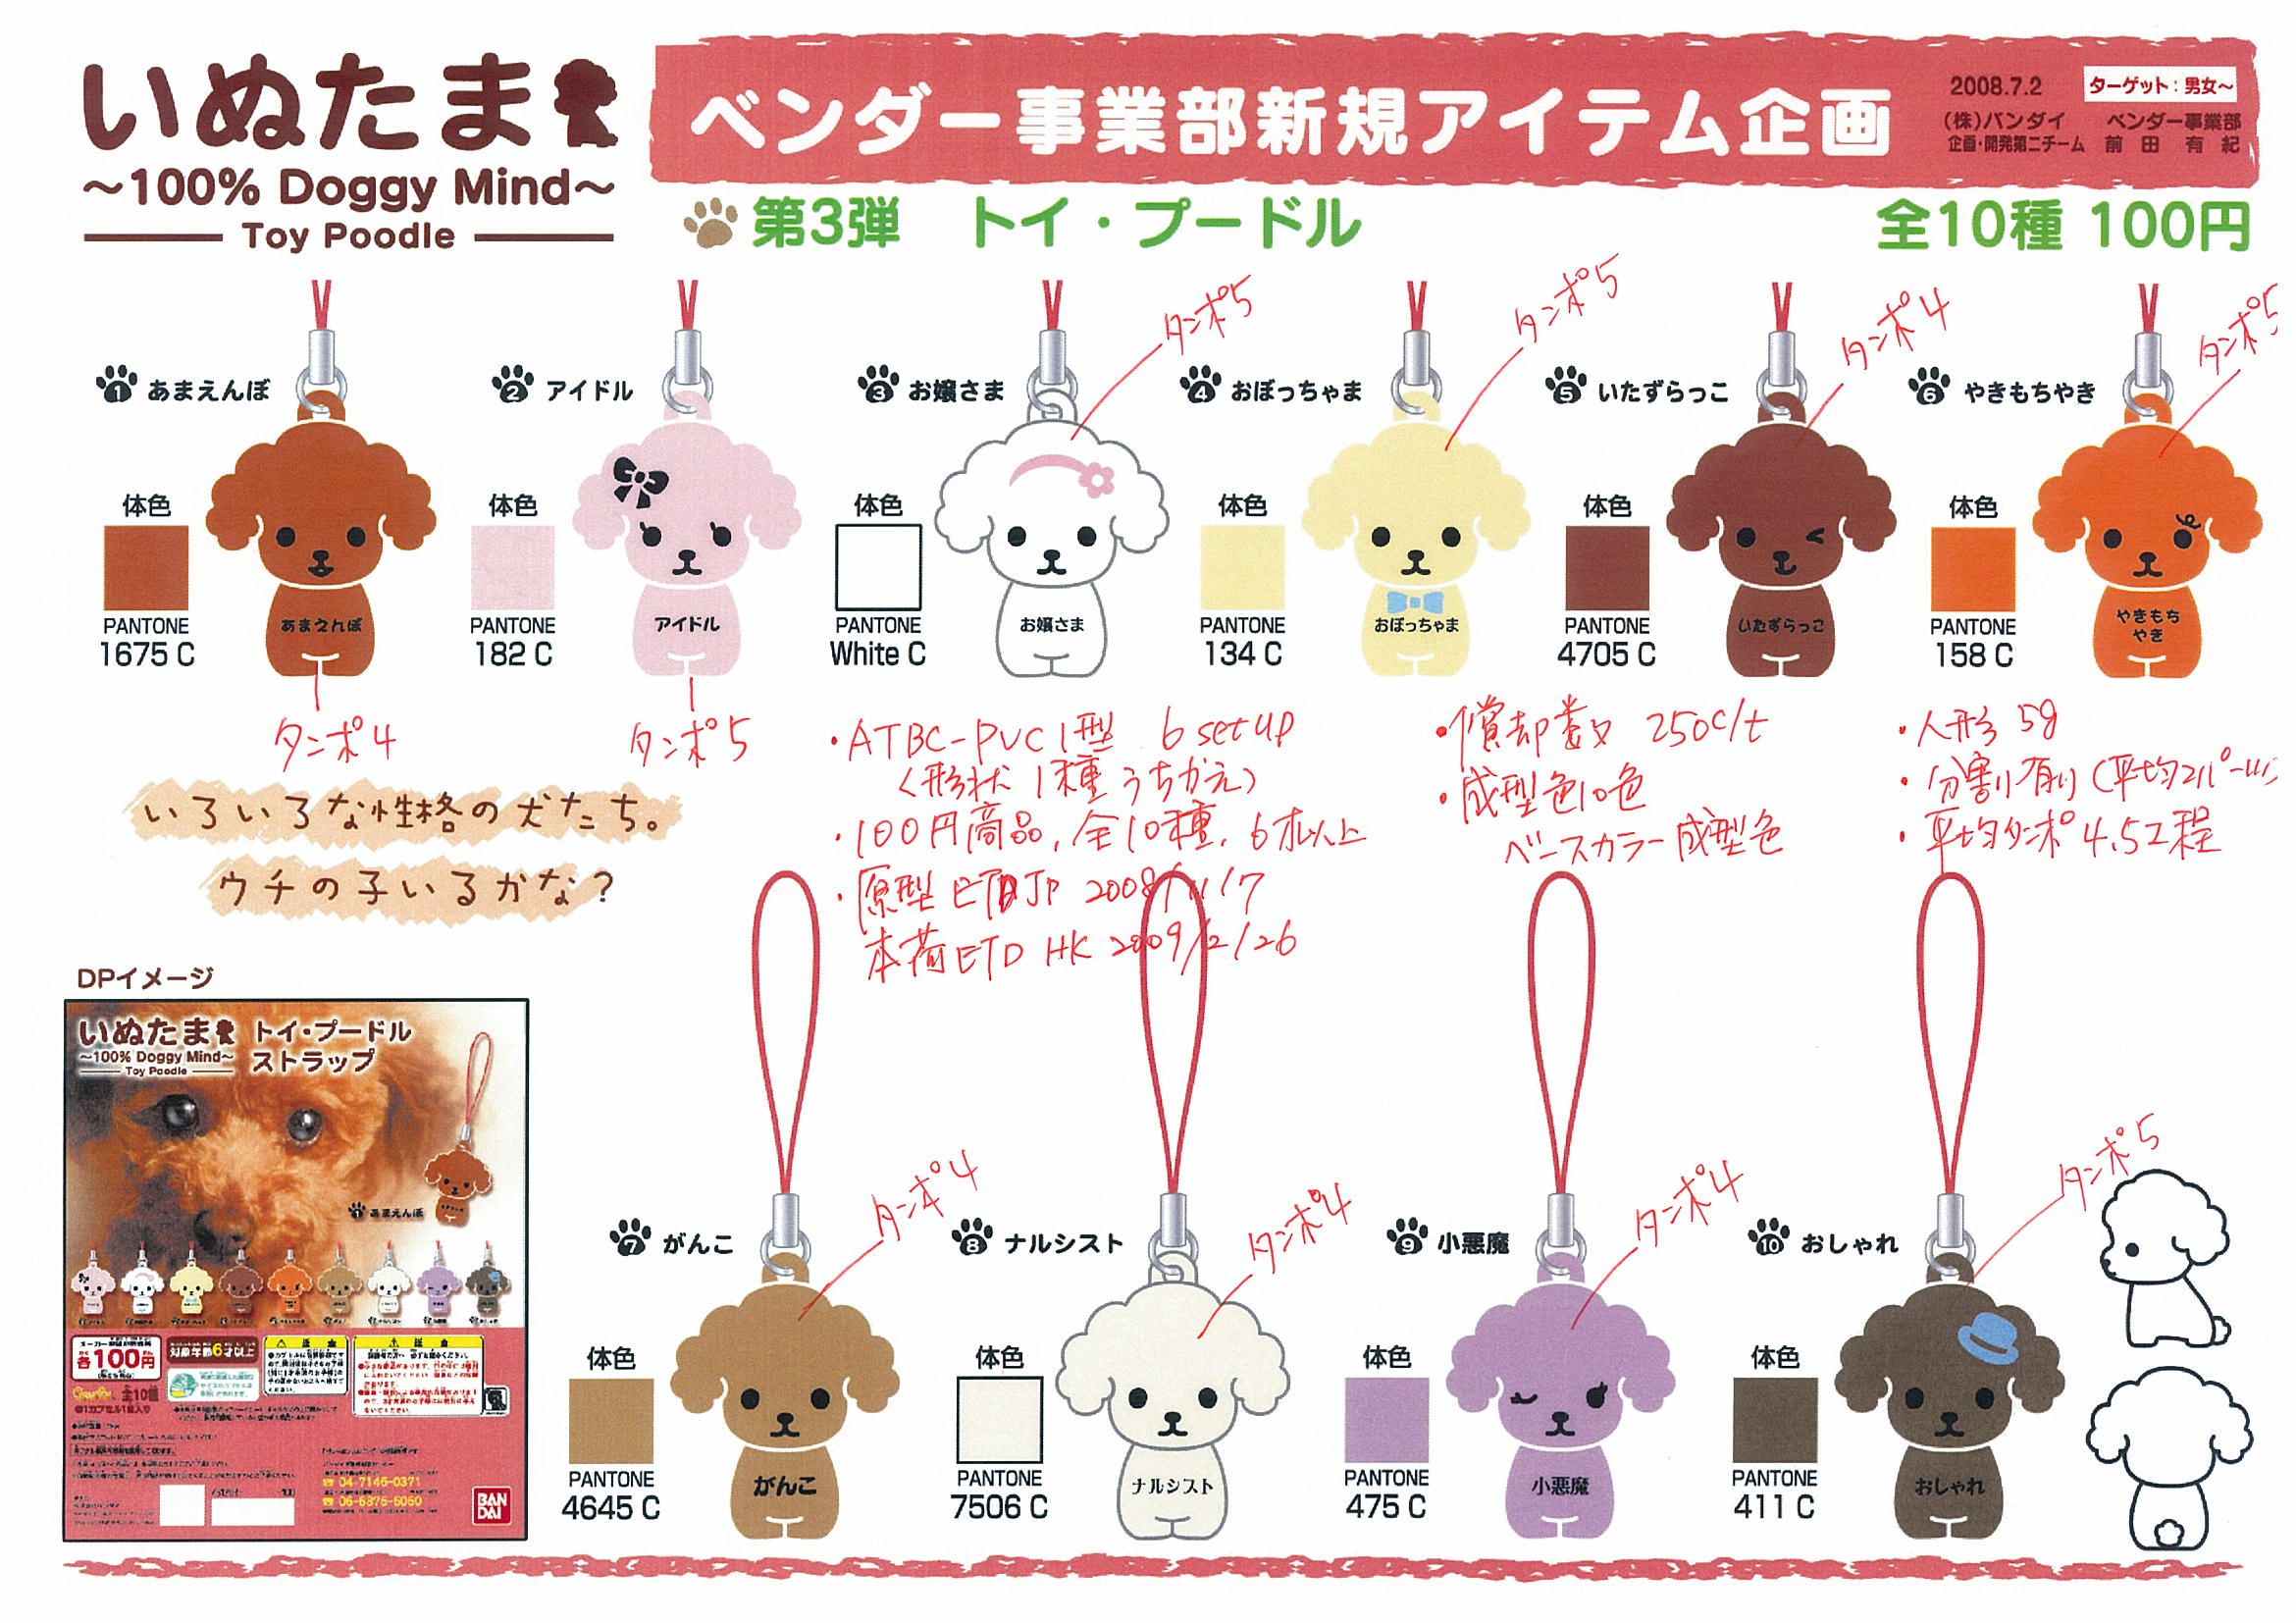 いぬたま
～100% Doggy Mind～
Toy Poodle
ベンダー事業部新規アイテム企画
2008.7.2 ターゲット：男女～
(株)バンダイ ベンダー事業部
企画・開発第二チーム 前田 有紀
第3弾 トイ・プードル
全10種 100円
タンポ5
タンポ5
タンポ4
タンポ5
1 あまえんぼ
2 アイドル
3 お嬢さま
4 おぼっちゃま
5 いたずらっこ
6 やきもちやき
体色
PANTONE
1675 C
あまえんぼ
体色
PANTONE
182 C
アイドル
体色
PANTONE
White C
お嬢さま
体色
PANTONE
134 C
おぼっちゃま
体色
PANTONE
4705 C
いたずらっこ
体色
PANTONE
158 C
やきもち
やき
タンポ4
タンポ5
・ATBC-PVC 1型 6 set up
〈形状 1種うちかえ〉
・100円商品, 全10種, 6才以上
・原型 ETD JP 2008/11/7
本荷 ETD HK 2009/2/26
・償却数 250c/t
・成型色10色
ベースカラー成型色
・人形 5g
・分割有り (平均2パーツ
・平均タンポ 4.5工程
いろいろな性格の犬たち。
ウチの子いるかな？
DPイメージ
いぬたま トイ・プードル
～100% Doggy Mind～ ストラップ
Toy Poodle
1 あまえんぼ
各100円
対象年齢6才以上
全10種
04-7146-0371
06-6375-5050
BAN
DAI
タンポ4
タンポ4
タンポ4
タンポ5
7 がんこ
8 ナルシスト
9 小悪魔
10 おしゃれ
体色
PANTONE
4645 C
がんこ
体色
PANTONE
7506 C
ナルシスト
体色
PANTONE
475 C
小悪魔
体色
PANTONE
411 C
おしゃれ